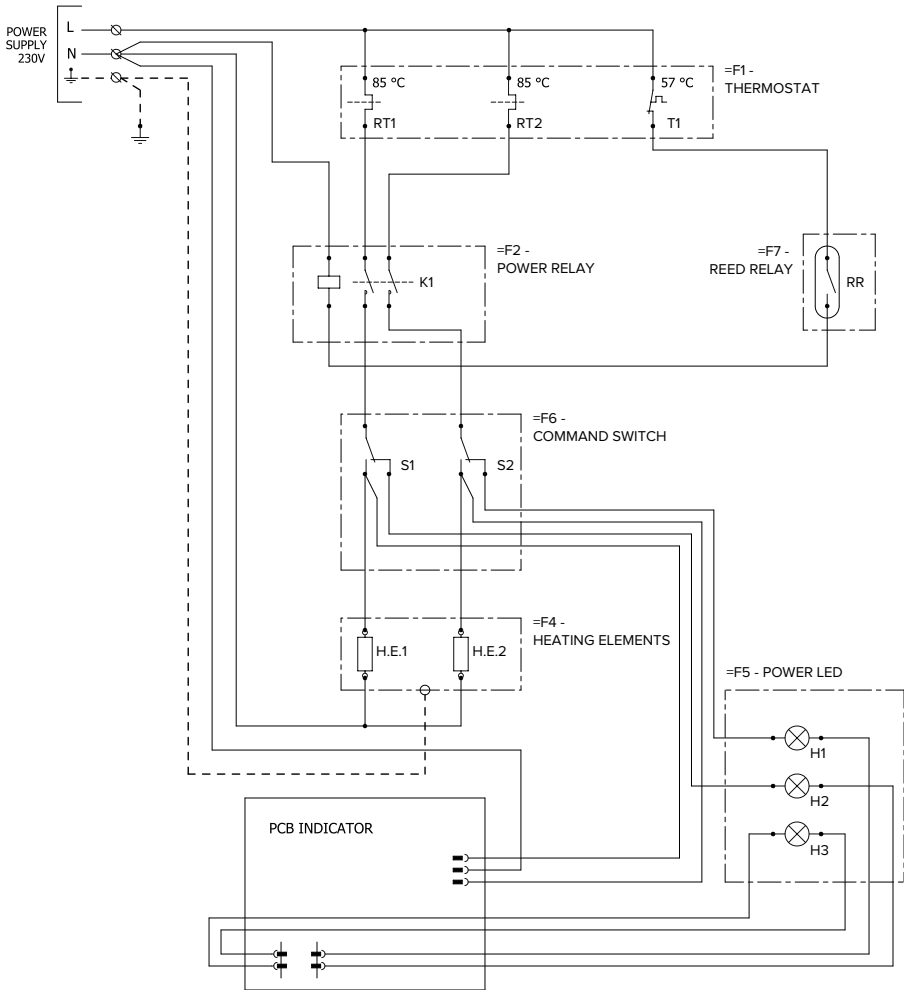 POWER
SUPPLY
230V
L
N
85 °C
85 °C
57 °C
=F1 -
THERMOSTAT
RT1
RT2
T1
=F2 -
POWER RELAY
K1
=F7 -
REED RELAY
RR
=F6 -
COMMAND SWITCH
S1
S2
=F4 -
HEATING ELEMENTS
H.E.1
H.E.2
=F5 - POWER LED
H1
H2
H3
PCB INDICATOR